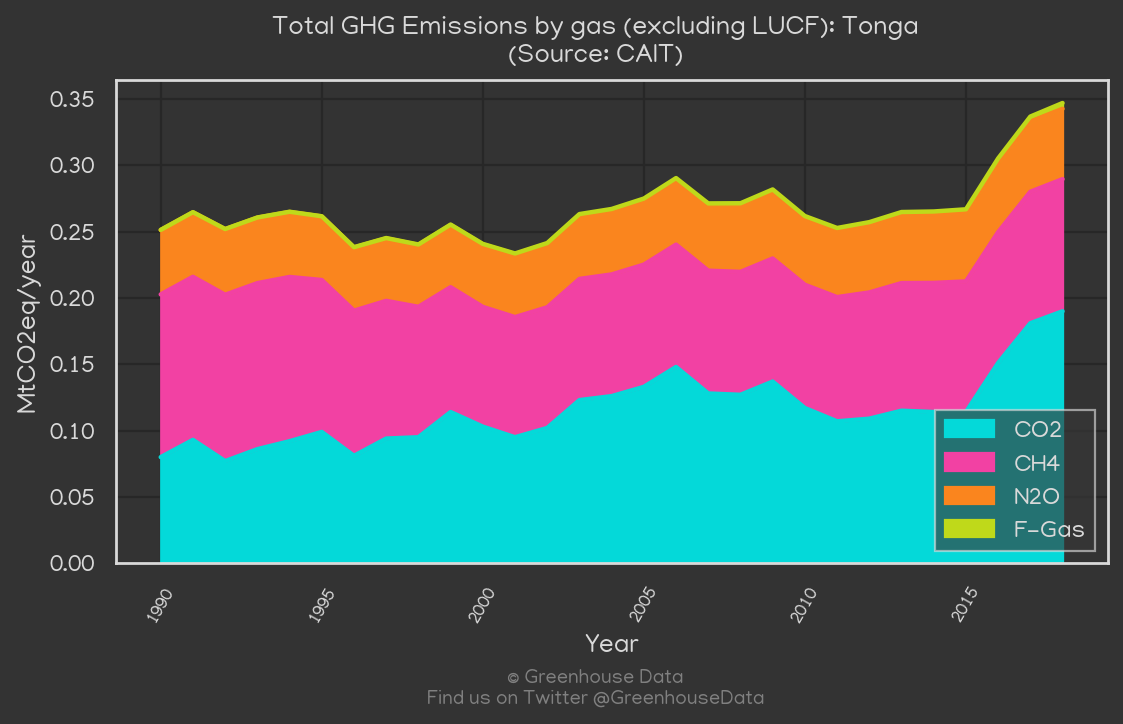 Total GHG Emissions by gas (excluding LUCF): Tonga
(Source: CAIT)
MtCO2eq/year
0.35
0.30
0.25
0.20
0.15
0.10
0.05
0.00
CO2
CH4
N2O
F-Gas
1990
1995
2000
2005
2010
2015
Year
© Greenhouse Data
Find us on Twitter @GreenhouseData